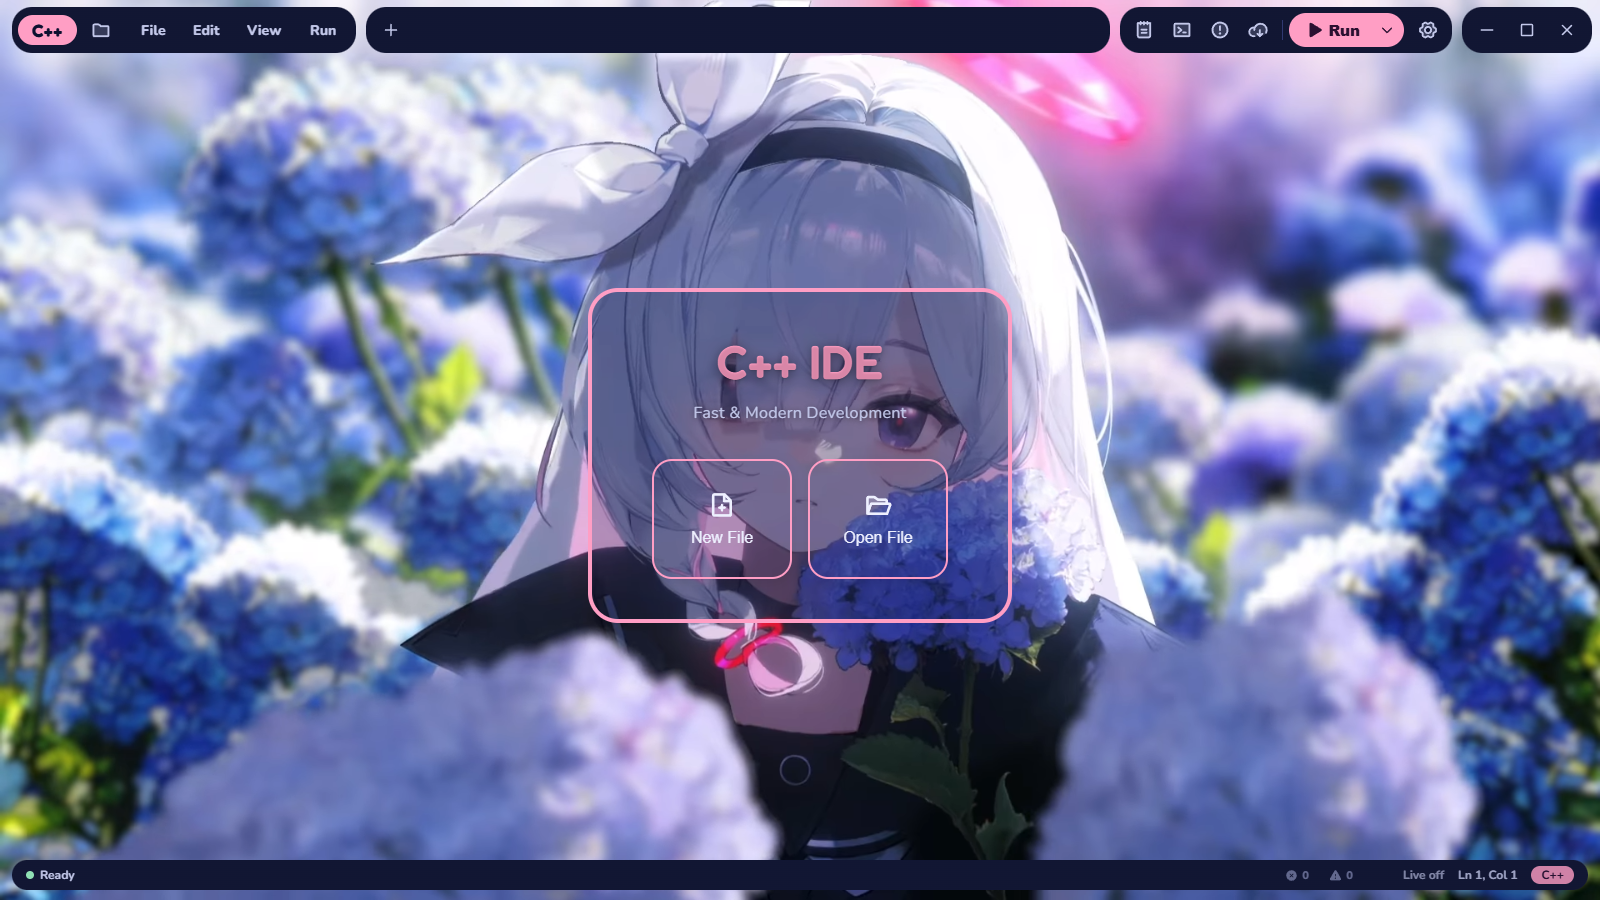 C++ File Edit View Run
Run
C++ IDE
Fast & Modern Development
New File Open File
Ready
0 0 Live off Ln 1, Col 1 C++